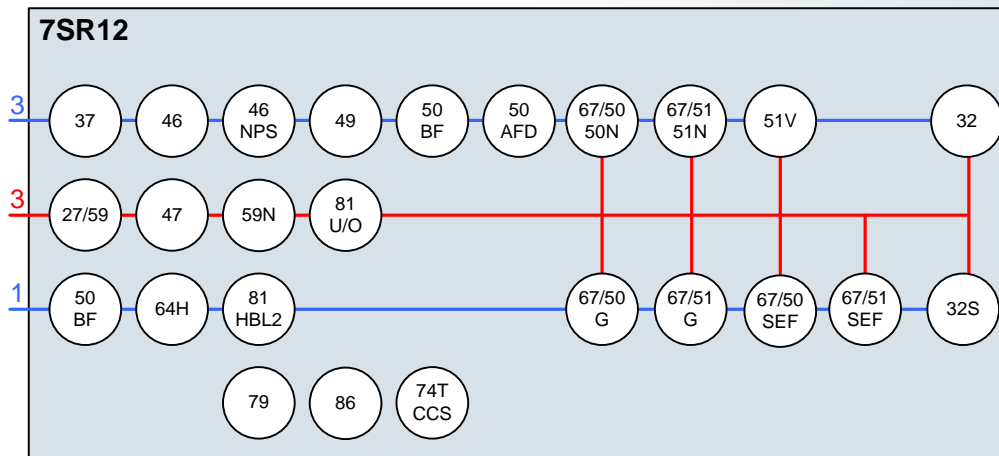 7SR12
3
37
46
46
NPS
49
50
BF
50
AFD
67/50
50N
67/51
51N
51V
32
3
27/59
47
59N
81
U/O
1
50
BF
64H
81
HBL2
67/50
G
67/51
G
67/50
SEF
67/51
SEF
32S
79
86
74T
CCS